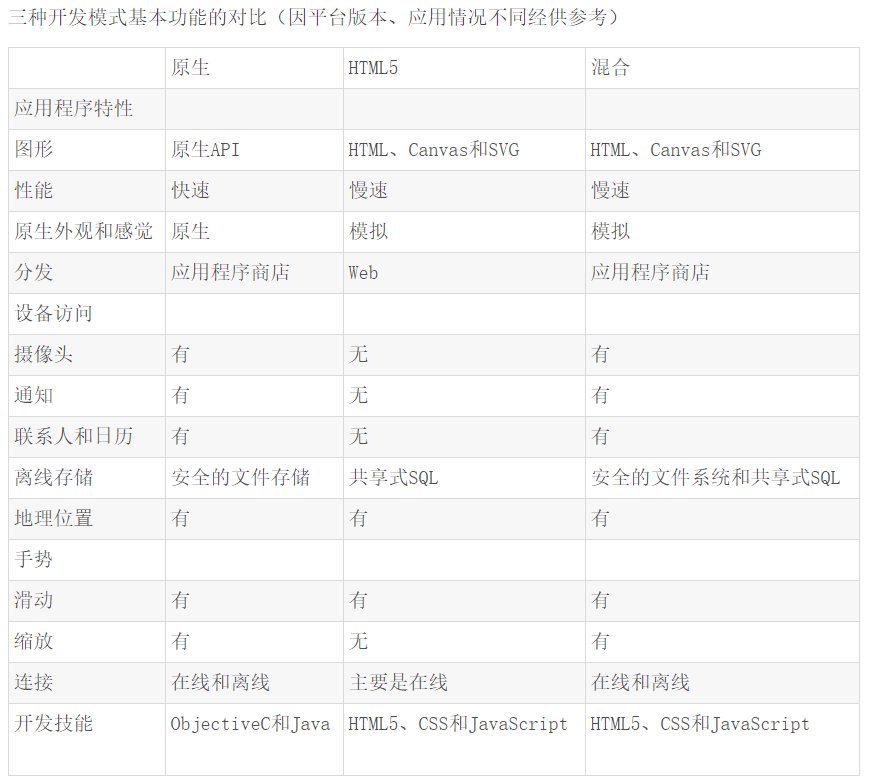 三种开发模式基本功能的对比（因平台版本、应用情况不同经供参考）
原生 HTML5 混合
应用程序特性
图形 原生API HTML、Canvas和SVG HTML、Canvas和SVG
性能 快速 慢速 慢速
原生外观和感觉 原生 模拟 模拟
分发 应用程序商店 Web 应用程序商店
设备访问
摄像头 有 无 有
通知 有 无 有
联系人和日历 有 无 有
离线存储 安全的文件存储 共享式SQL 安全的文件系统和共享式SQL
地理位置 有 有 有
手势
滑动 有 有 有
缩放 有 无 有
连接 在线和离线 主要是在线 在线和离线
开发技能 ObjectiveC和Java HTML5、CSS和JavaScript HTML5、CSS和JavaScript